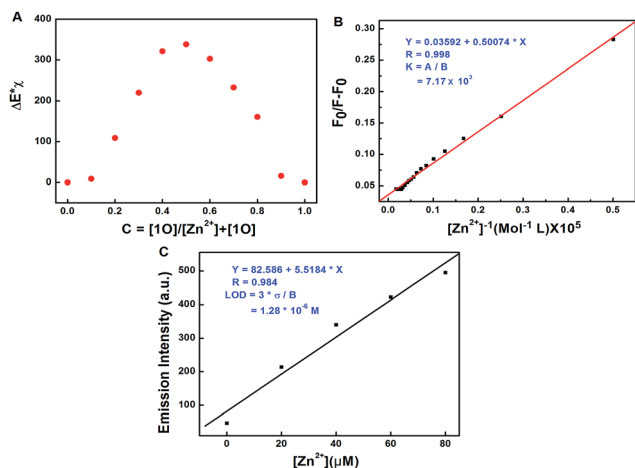 A
400
300
200
100
0
ΔE*χ
0.0 0.2 0.4 0.6 0.8 1.0
C = [1O]/[Zn²⁺]+[1O]
B
0.30
0.25
0.20
0.15
0.10
0.05
F₀/F-F₀
Y = 0.03592 + 0.50074 * X
R = 0.998
K = A / B
= 7.17 x 10³
0.0 0.1 0.2 0.3 0.4 0.5
[Zn²⁺]⁻¹(Mol⁻¹ L)X10⁵
C
500
400
300
200
100
Emission Intensity (a.u.)
Y = 82.586 + 5.5184 * X
R = 0.984
LOD = 3 * σ / B
= 1.28 * 10⁻⁶ M
0 20 40 60 80
[Zn²⁺](μM)